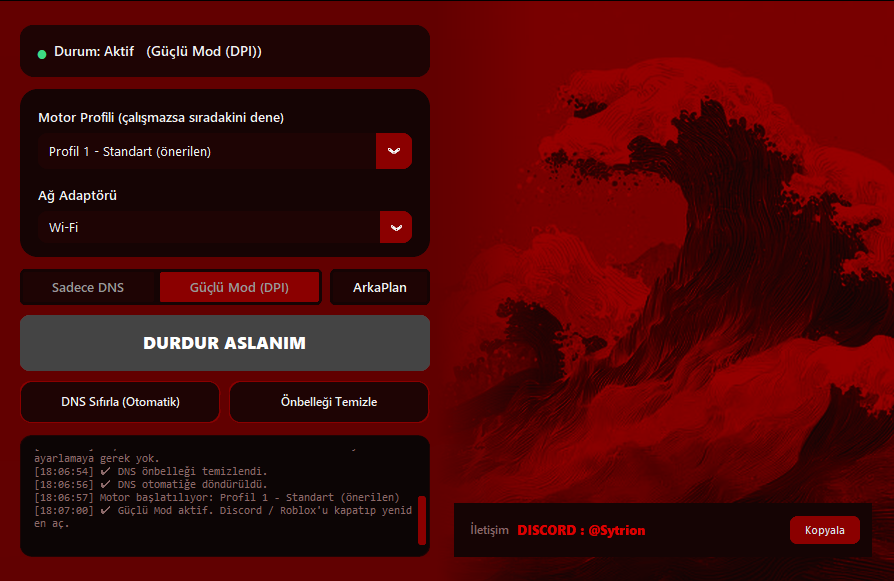 Durum: Aktif (Güçlü Mod (DPI))
Motor Profili (çalışmazsa sıradakini dene)
Profil 1 - Standart (önerilen)
Ağ Adaptörü
Wi-Fi
Sadece DNS
Güçlü Mod (DPI)
ArkaPlan
DURDUR ASLANIM
DNS Sıfırla (Otomatik)
Önbelleği Temizle
ayarlamaya gerek yok.
[18:06:54] ✓ DNS önbelleği temizlendi.
[18:06:56] ✓ DNS otomatiğe döndürüldü.
[18:06:57] Motor başlatılıyor: Profil 1 - Standart (önerilen)
[18:07:00] ✓ Güçlü Mod aktif. Discord / Roblox'u kapatıp yenid
en aç.
İletişim DISCORD : @Sytrion
Kopyala